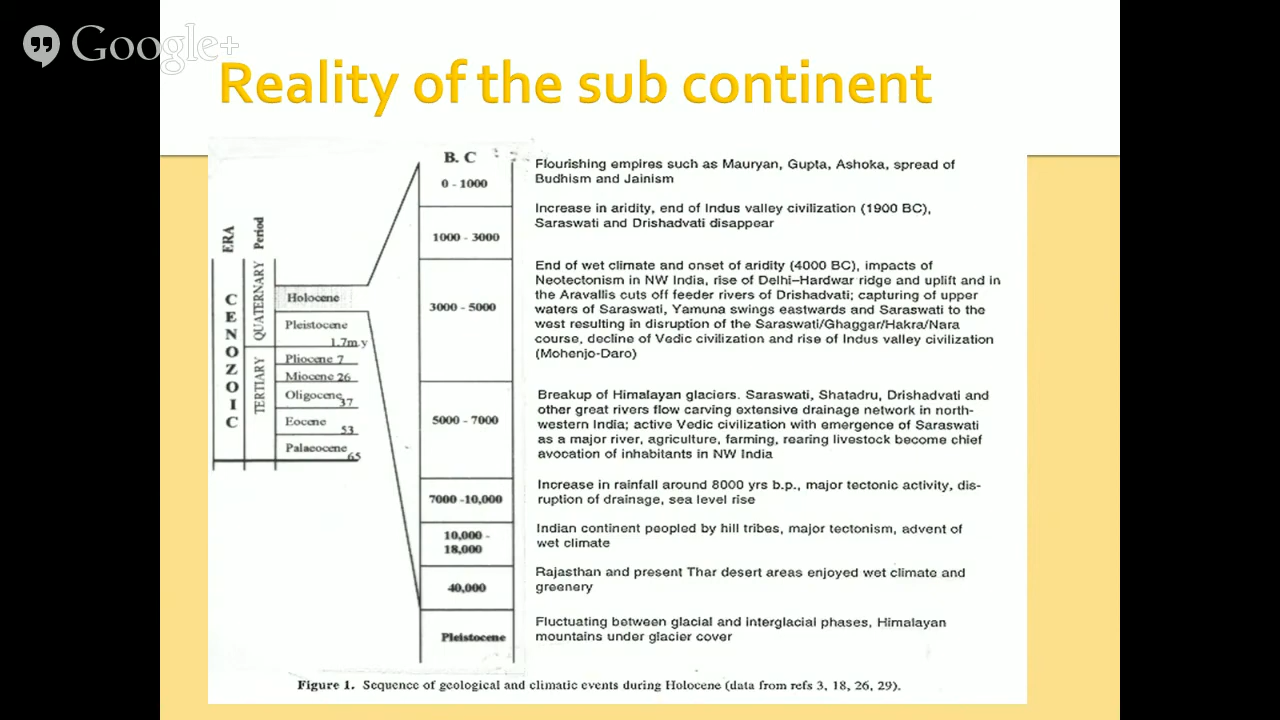 Google+
Reality of the sub continent
ERA
Period
CENOZOIC
QUATERNARY
TERTIARY
Holocene
Pleistocene
1.7m.y
Pliocene 7
Miocene 26
Oligocene
37
Eocene
53
Palaeocene
65
B. C
0 - 1000
Flourishing empires such as Mauryan, Gupta, Ashoka, spread of
Budhism and Jainism
1000 - 3000
Increase in aridity, end of Indus valley civilization (1900 BC),
Saraswati and Drishadvati disappear
3000 - 5000
End of wet climate and onset of aridity (4000 BC), impacts of
Neotectonism in NW India, rise of Delhi–Hardwar ridge and uplift and in
the Aravallis cuts off feeder rivers of Drishadvati; capturing of upper
waters of Saraswati, Yamuna swings eastwards and Saraswati to the
west resulting in disruption of the Saraswati/Ghaggar/Hakra/Nara
course, decline of Vedic civilization and rise of Indus valley civilization
(Mohenjo-Daro)
5000 - 7000
Breakup of Himalayan glaciers. Saraswati, Shatadru, Drishadvati and
other great rivers flow carving extensive drainage network in north-
western India; active Vedic civilization with emergence of Saraswati
as a major river, agriculture, farming, rearing livestock become chief
avocation of inhabitants in NW India
7000 -10,000
Increase in rainfall around 8000 yrs b.p., major tectonic activity, dis-
ruption of drainage, sea level rise
10,000 -
18,000
Indian continent peopled by hill tribes, major tectonism, advent of
wet climate
40,000
Rajasthan and present Thar desert areas enjoyed wet climate and
greenery
Pleistocene
Fluctuating between glacial and interglacial phases, Himalayan
mountains under glacier cover
Figure 1. Sequence of geological and climatic events during Holocene (data from refs 3, 18, 26, 29).